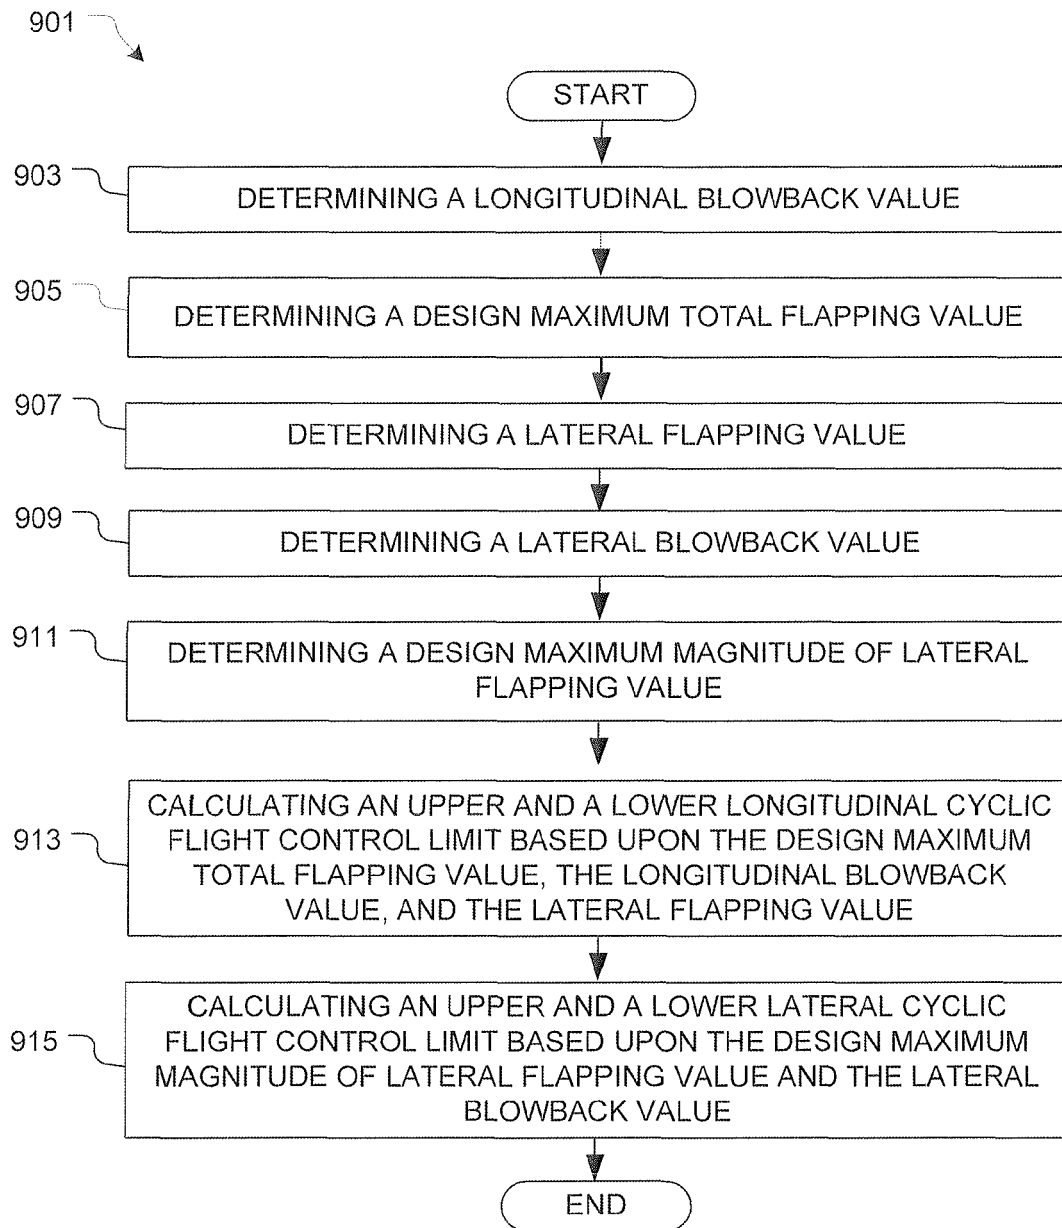 901
START
903
DETERMINING A LONGITUDINAL BLOWBACK VALUE
905
DETERMINING A DESIGN MAXIMUM TOTAL FLAPPING VALUE
907
DETERMINING A LATERAL FLAPPING VALUE
909
DETERMINING A LATERAL BLOWBACK VALUE
911
DETERMINING A DESIGN MAXIMUM MAGNITUDE OF LATERAL
FLAPPING VALUE
913
CALCULATING AN UPPER AND A LOWER LONGITUDINAL CYCLIC
FLIGHT CONTROL LIMIT BASED UPON THE DESIGN MAXIMUM
TOTAL FLAPPING VALUE, THE LONGITUDINAL BLOWBACK
VALUE, AND THE LATERAL FLAPPING VALUE
915
CALCULATING AN UPPER AND A LOWER LATERAL CYCLIC
FLIGHT CONTROL LIMIT BASED UPON THE DESIGN MAXIMUM
MAGNITUDE OF LATERAL FLAPPING VALUE AND THE LATERAL
BLOWBACK VALUE
END